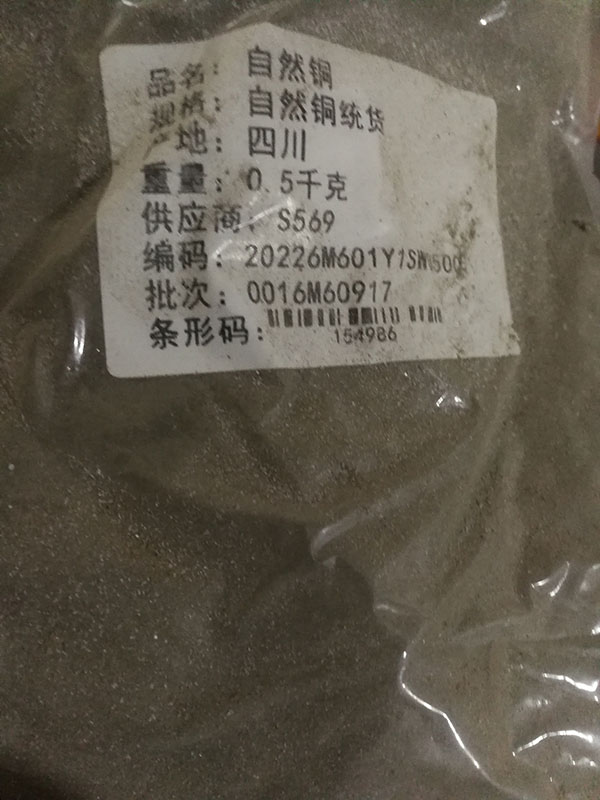 品名: 自然铜
规格: 自然铜统货
地: 四川
重量: 0.5千克
供应商: S569
编码: 20226M601Y1SW500
批次: 0016M60917
条形码:
154986